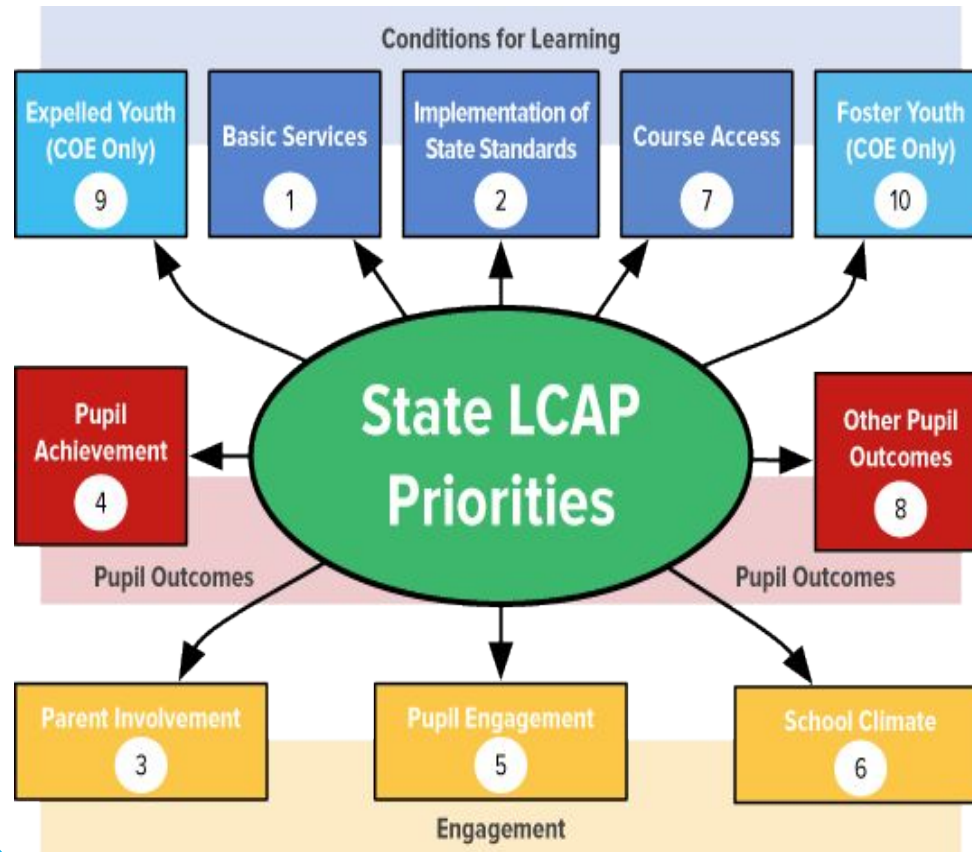 Conditions for Learning
Expelled Youth
(COE Only)
9
Basic Services
1
Implementation of
State Standards
2
Course Access
7
Foster Youth
(COE Only)
10
State LCAP
Priorities
Pupil
Achievement
4
Other Pupil
Outcomes
8
Pupil Outcomes
Pupil Outcomes
Parent Involvement
3
Pupil Engagement
5
School Climate
6
Engagement